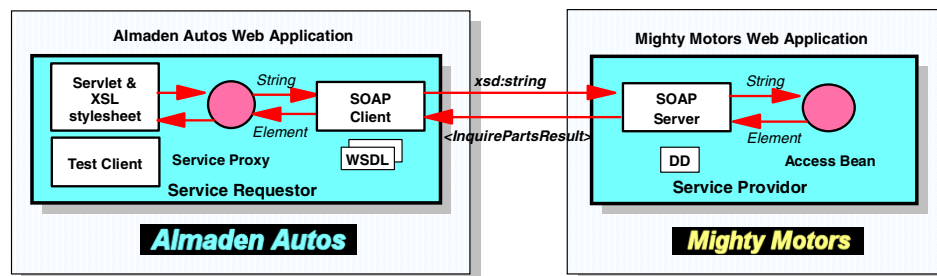 Almaden Autos Web Application
Servlet &
XSL
stylesheet
Test Client
String
Element
Service Proxy
SOAP
Client
WSDL
Service Requestor
Almaden Autos
xsd:string
<InquirePartsResult>
Mighty Motors Web Application
SOAP
Server
String
Element
DD
Access Bean
Service Providor
Mighty Motors